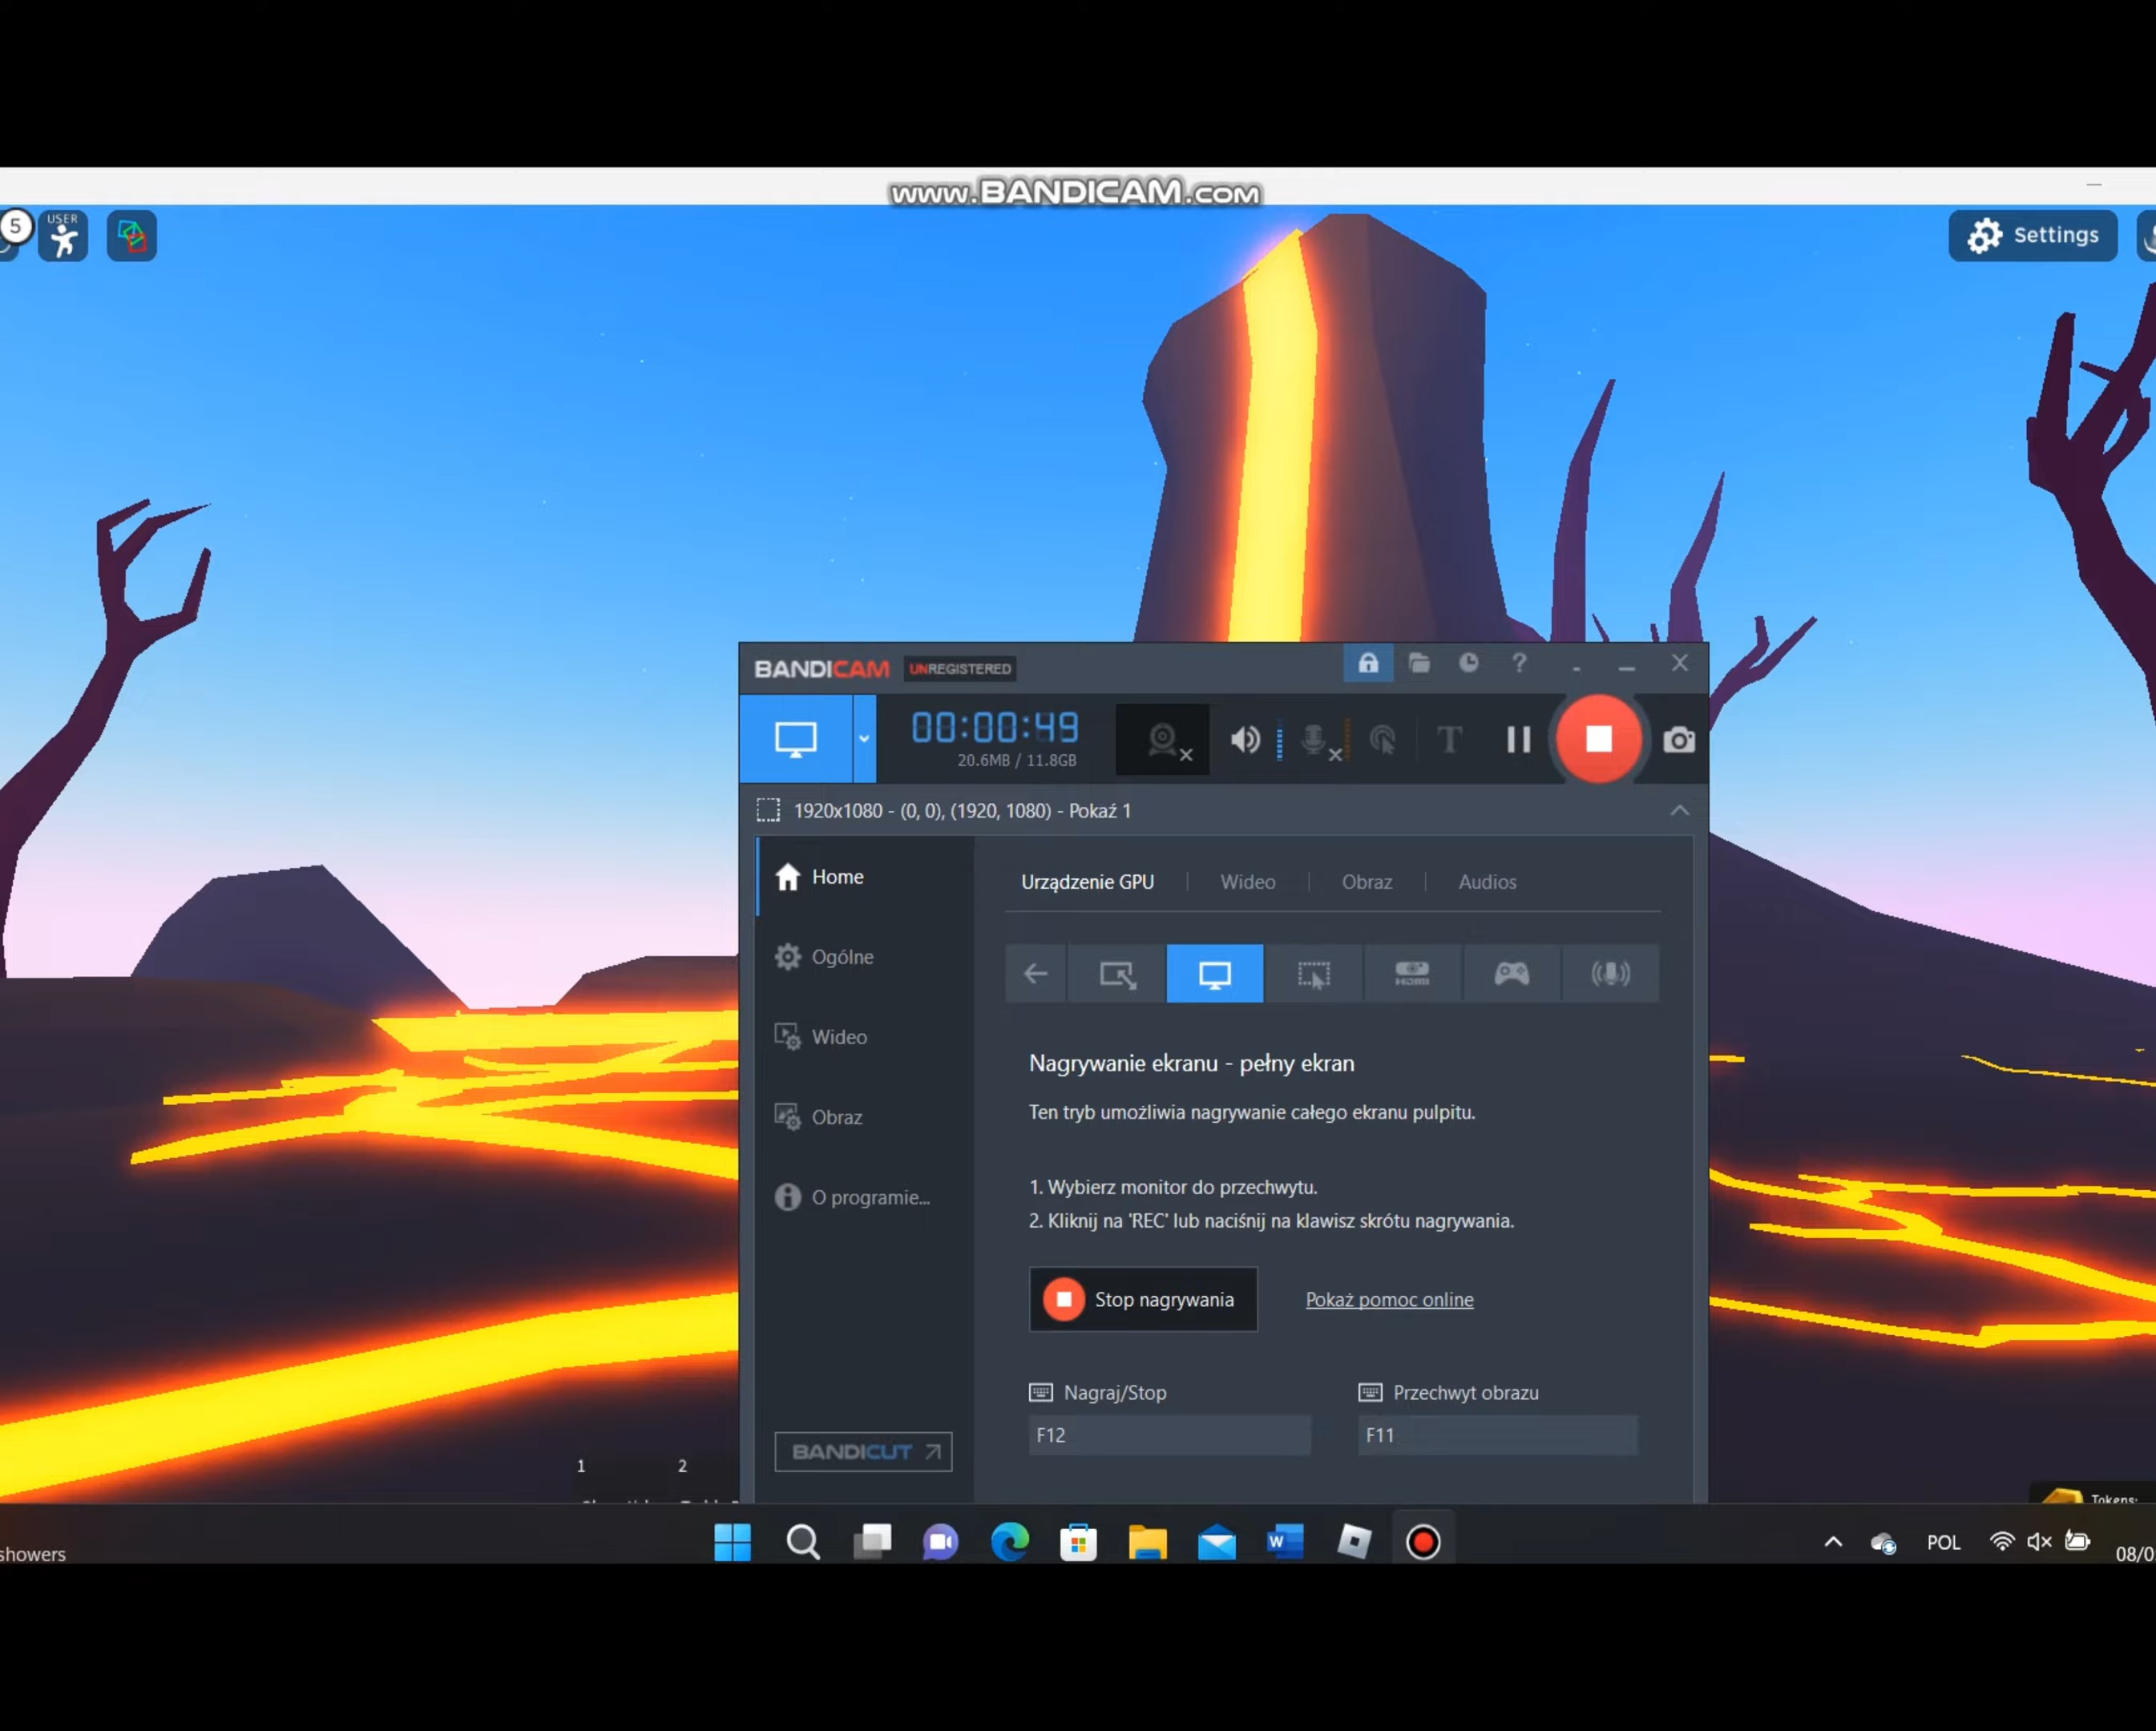 www.BANDICAM.com
5
USER
Settings
BANDICAM UNREGISTERED
?
00:00:49
20.6MB / 11.8GB
T
1920x1080 - (0, 0), (1920, 1080) - Pokaż 1
Home
Ogólne
Wideo
Obraz
O programie...
BANDICUT
Urządzenie GPU
Wideo
Obraz
Audios
HDMI
Nagrywanie ekranu - pełny ekran
Ten tryb umożliwia nagrywanie całego ekranu pulpitu.
1. Wybierz monitor do przechwytu.
2. Kliknij na 'REC' lub naciśnij na klawisz skrótu nagrywania.
Stop nagrywania
Pokaż pomoc online
Nagraj/Stop
F12
Przechwyt obrazu
F11
1
2
Tokens:
showers
W
POL
08/0